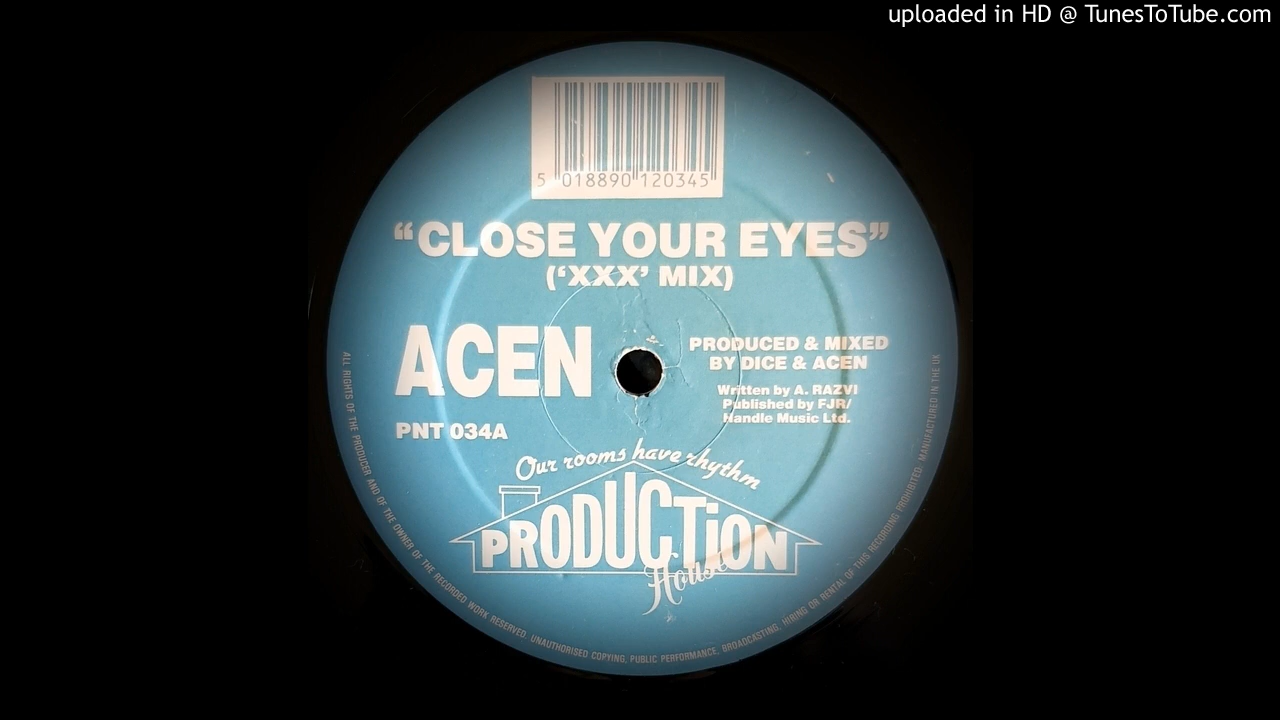 uploaded in HD @ TunesToTube.com
5 018890 120345
“CLOSE YOUR EYES”
(‘XXX’ MIX)
ACEN
PNT 034A
PRODUCED & MIXED
BY DICE & ACEN
Written by A. RAZVI
Published by FJR/
Handle Music Ltd.
Our rooms have rhythm
PRODUCTiON
House
ALL RIGHTS OF THE PRODUCER AND OF THE OWNER OF THE RECORDED WORK RESERVED. UNAUTHORISED COPYING, PUBLIC PERFORMANCE, BROADCASTING, HIRING OR RENTAL OF THIS RECORDING PROHIBITED. MANUFACTURED IN THE UK